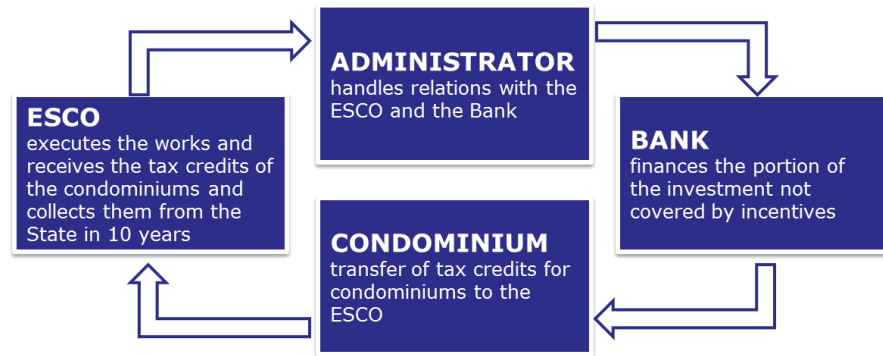 ADMINISTRATOR
handles relations with the
ESCO and the Bank
ESCO
executes the works and
receives the tax credits of
the condominiums and
collects them from the
State in 10 years
BANK
finances the portion of
the investment not
covered by incentives
CONDOMINIUM
transfer of tax credits for
condominiums to the
ESCO